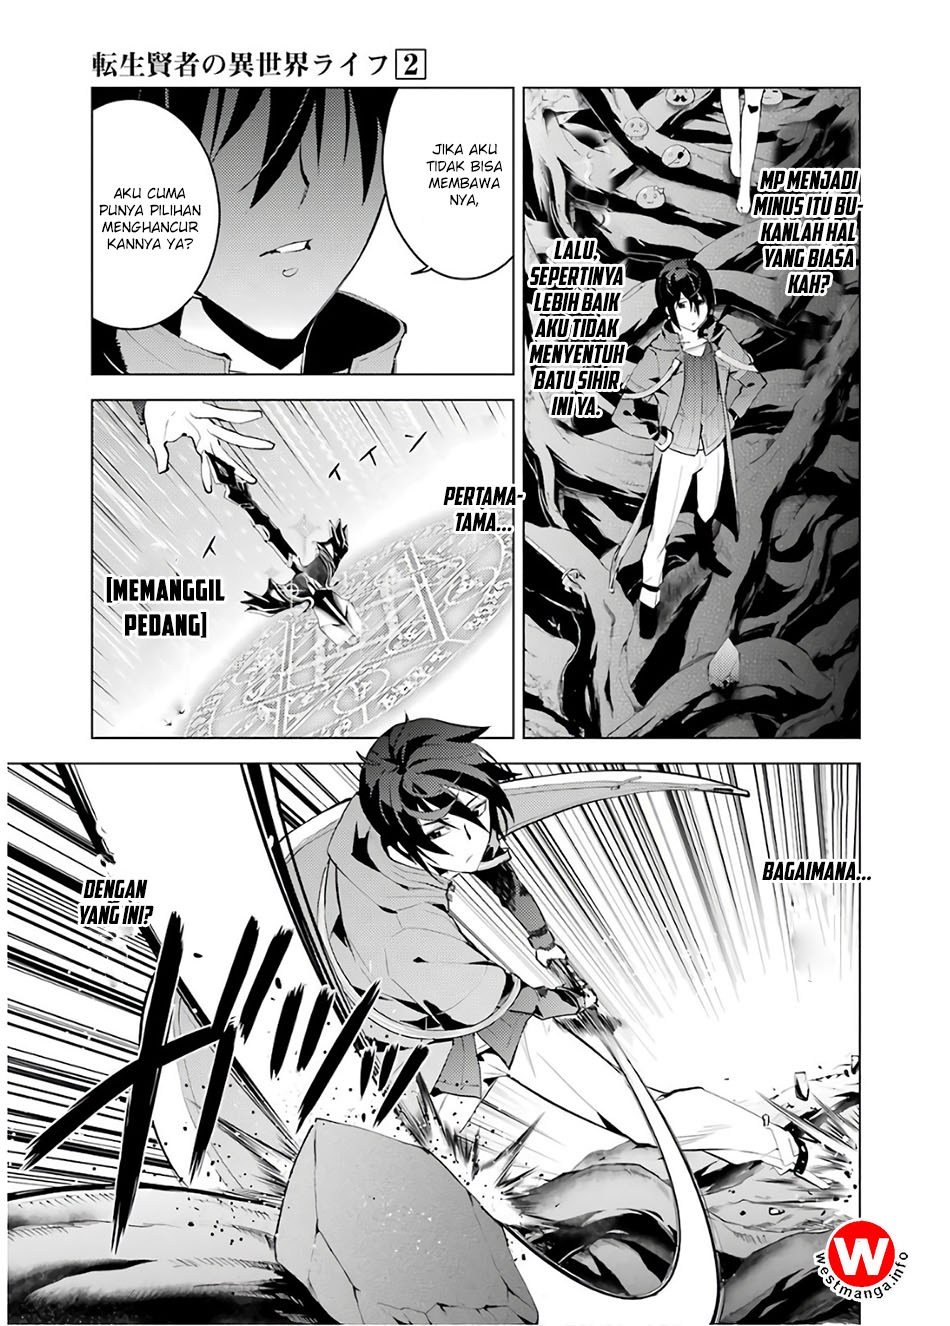 転生賢者の異世界ライフ 2
MP MENJADI
MINUS ITU BU-
KANLAH HAL
YANG BIASA
KAH?
LALU,
SEPERTINYA
LEBIH BAIK
AKU TIDAK
MENYENTUH
BATU SIHIR
INI YA.
JIKA AKU
TIDAK BISA
MEMBAWA
NYA,
AKU CUMA
PUNYA PILIHAN
MENGHANCUR
KANNYA YA?
PERTAMA-
TAMA...
イイイン
[MEMANGGIL
PEDANG]
BAGAIMANA...
DENGAN
YANG INI?
W
westmanga.info